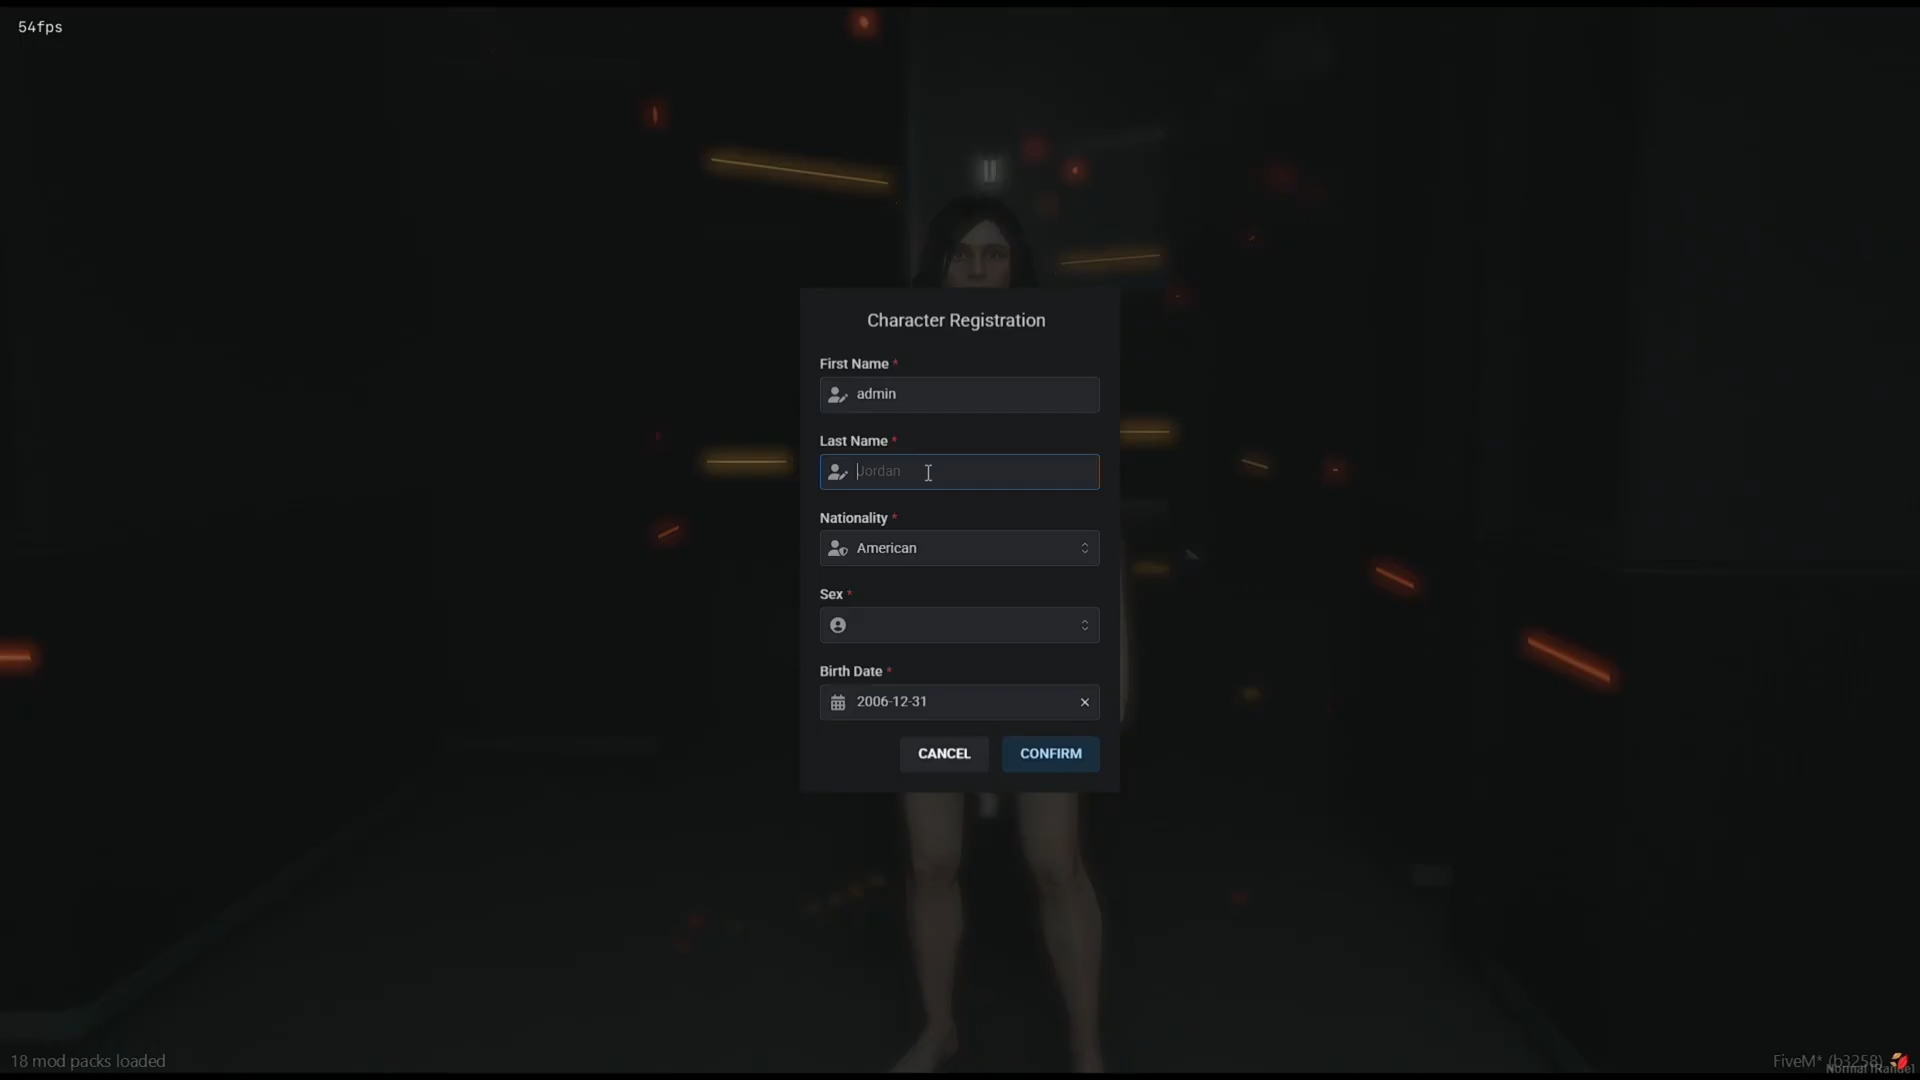 54fps
Character Registration
First Name *
admin
Last Name *
Jordan
Nationality *
American
Sex *
Birth Date *
2006-12-31
CANCEL
CONFIRM
18 mod packs loaded
FiveM* (b3258)